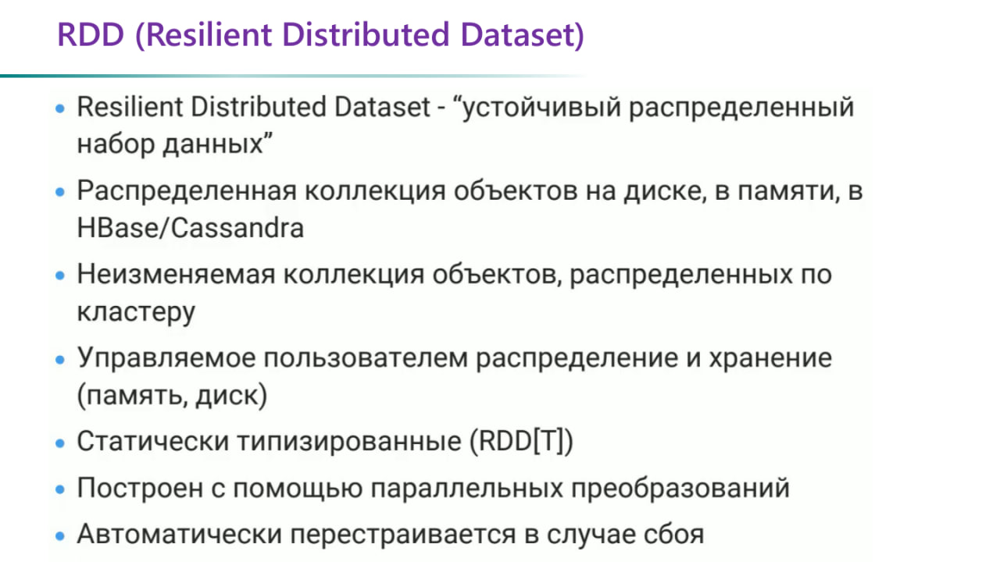 RDD (Resilient Distributed Dataset)
• Resilient Distributed Dataset - “устойчивый распределенный
набор данных”
• Распределенная коллекция объектов на диске, в памяти, в
HBase/Cassandra
• Неизменяемая коллекция объектов, распределенных по
кластеру
• Управляемое пользователем распределение и хранение
(память, диск)
• Статически типизированные (RDD[T])
• Построен с помощью параллельных преобразований
• Автоматически перестраивается в случае сбоя